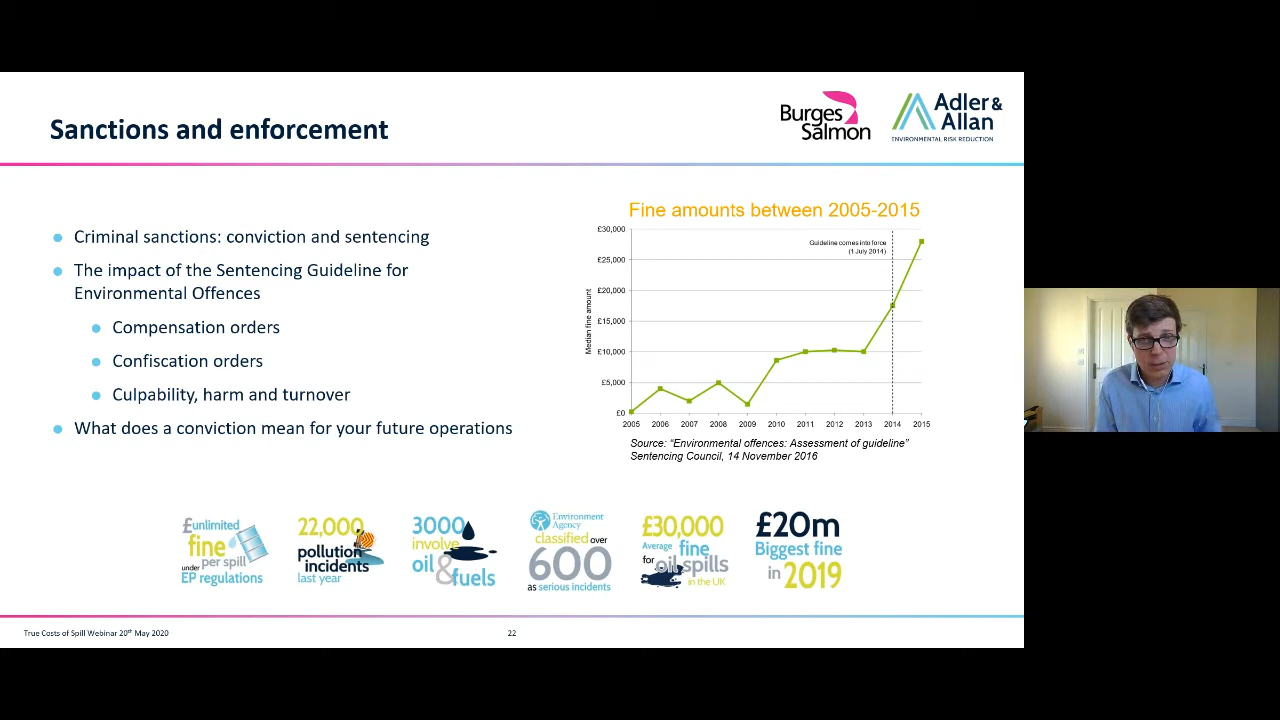 Sanctions and enforcement
Burges
Salmon
Adler &
Allan
ENVIRONMENTAL RISK REDUCTION
Criminal sanctions: conviction and sentencing
The impact of the Sentencing Guideline for
Environmental Offences
Compensation orders
Confiscation orders
Culpability, harm and turnover
What does a conviction mean for your future operations
Fine amounts between 2005-2015
Median fine amount
£30,000
£25,000
£20,000
£15,000
£10,000
£5,000
£0
Guideline comes into force
(1 July 2014)
2005 2006 2007 2008 2009 2010 2011 2012 2013 2014 2015
Source: "Environmental offences: Assessment of guideline"
Sentencing Council, 14 November 2016
£unlimited
fine
per spill
under
EP regulations
22,000
pollution
incidents
last year
3000
involve
oil
& fuels
Environment
Agency
classified over
600
as serious incidents
£30,000
Average fine
for oil spills
in the UK
£20m
Biggest fine
in 2019
True Costs of Spill Webinar 20th May 2020
22